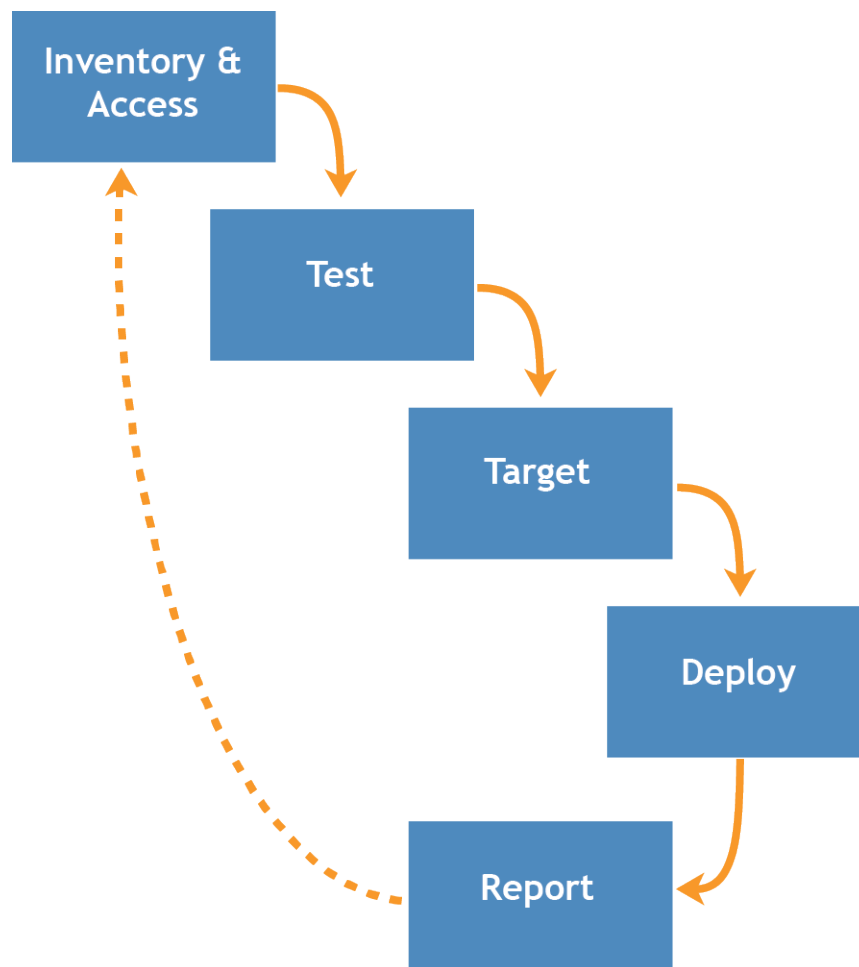 Inventory &
Access
Test
Target
Deploy
Report